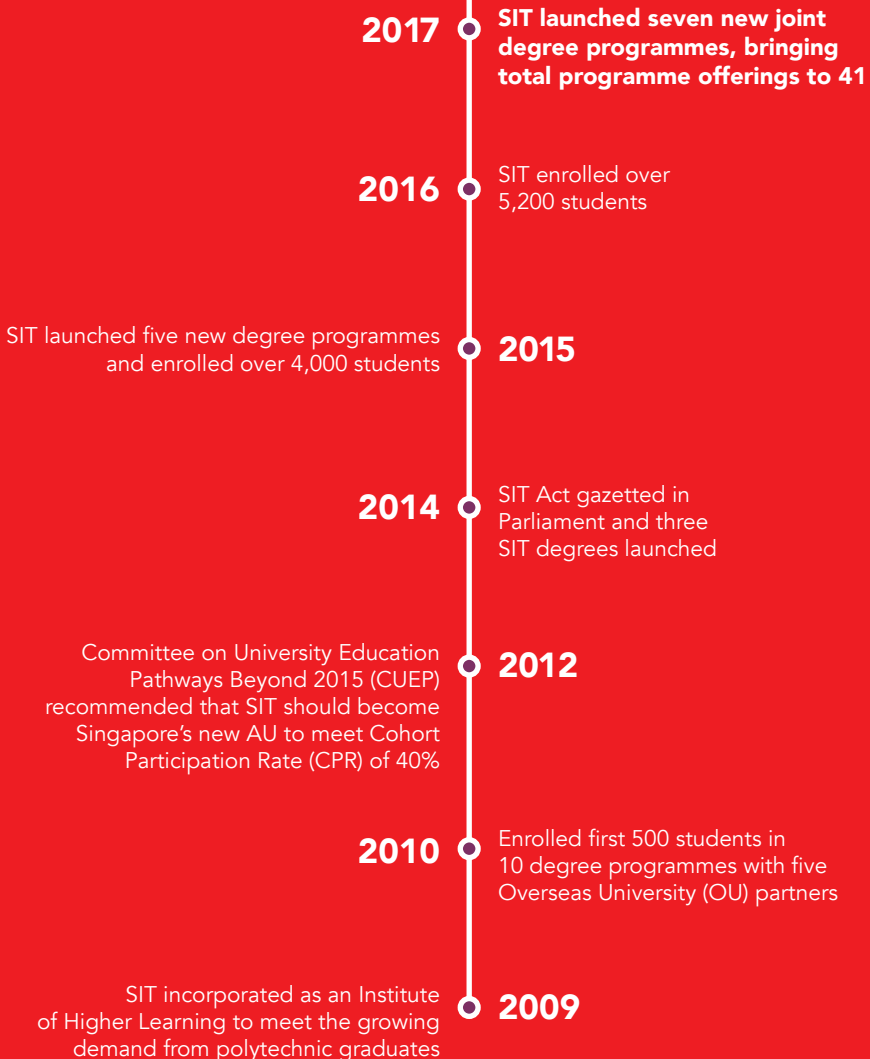 2017
SIT launched seven new joint
degree programmes, bringing
total programme offerings to 41
2016
SIT enrolled over
5,200 students
SIT launched five new degree programmes
and enrolled over 4,000 students
2015
2014
SIT Act gazetted in
Parliament and three
SIT degrees launched
Committee on University Education
Pathways Beyond 2015 (CUEP)
recommended that SIT should become
Singapore’s new AU to meet Cohort
Participation Rate (CPR) of 40%
2012
2010
Enrolled first 500 students in
10 degree programmes with five
Overseas University (OU) partners
SIT incorporated as an Institute
of Higher Learning to meet the growing
demand from polytechnic graduates
2009